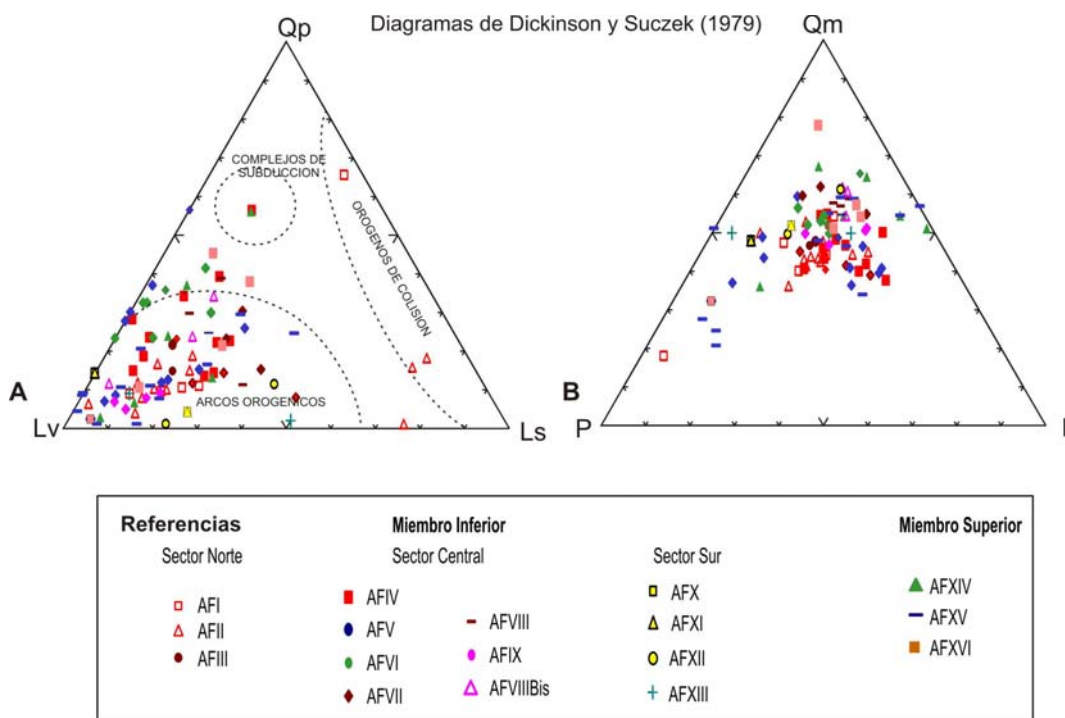 Diagramas de Dickinson y Suczek (1979)
Qp
Qm
COMPLEJOS DE
SUBDUCCION
OROGENOS DE COLISION
ARCOS OROGENICOS
A
B
Lv
Ls
P
Referencias
Miembro Inferior
Miembro Superior
Sector Norte
Sector Central
Sector Sur
AFI
AFII
AFIII
AFIV
AFV
AFVI
AFVII
AFVIII
AFIX
AFVIIIBis
AFX
AFXI
AFXII
AFXIII
AFXIV
AFXV
AFXVI